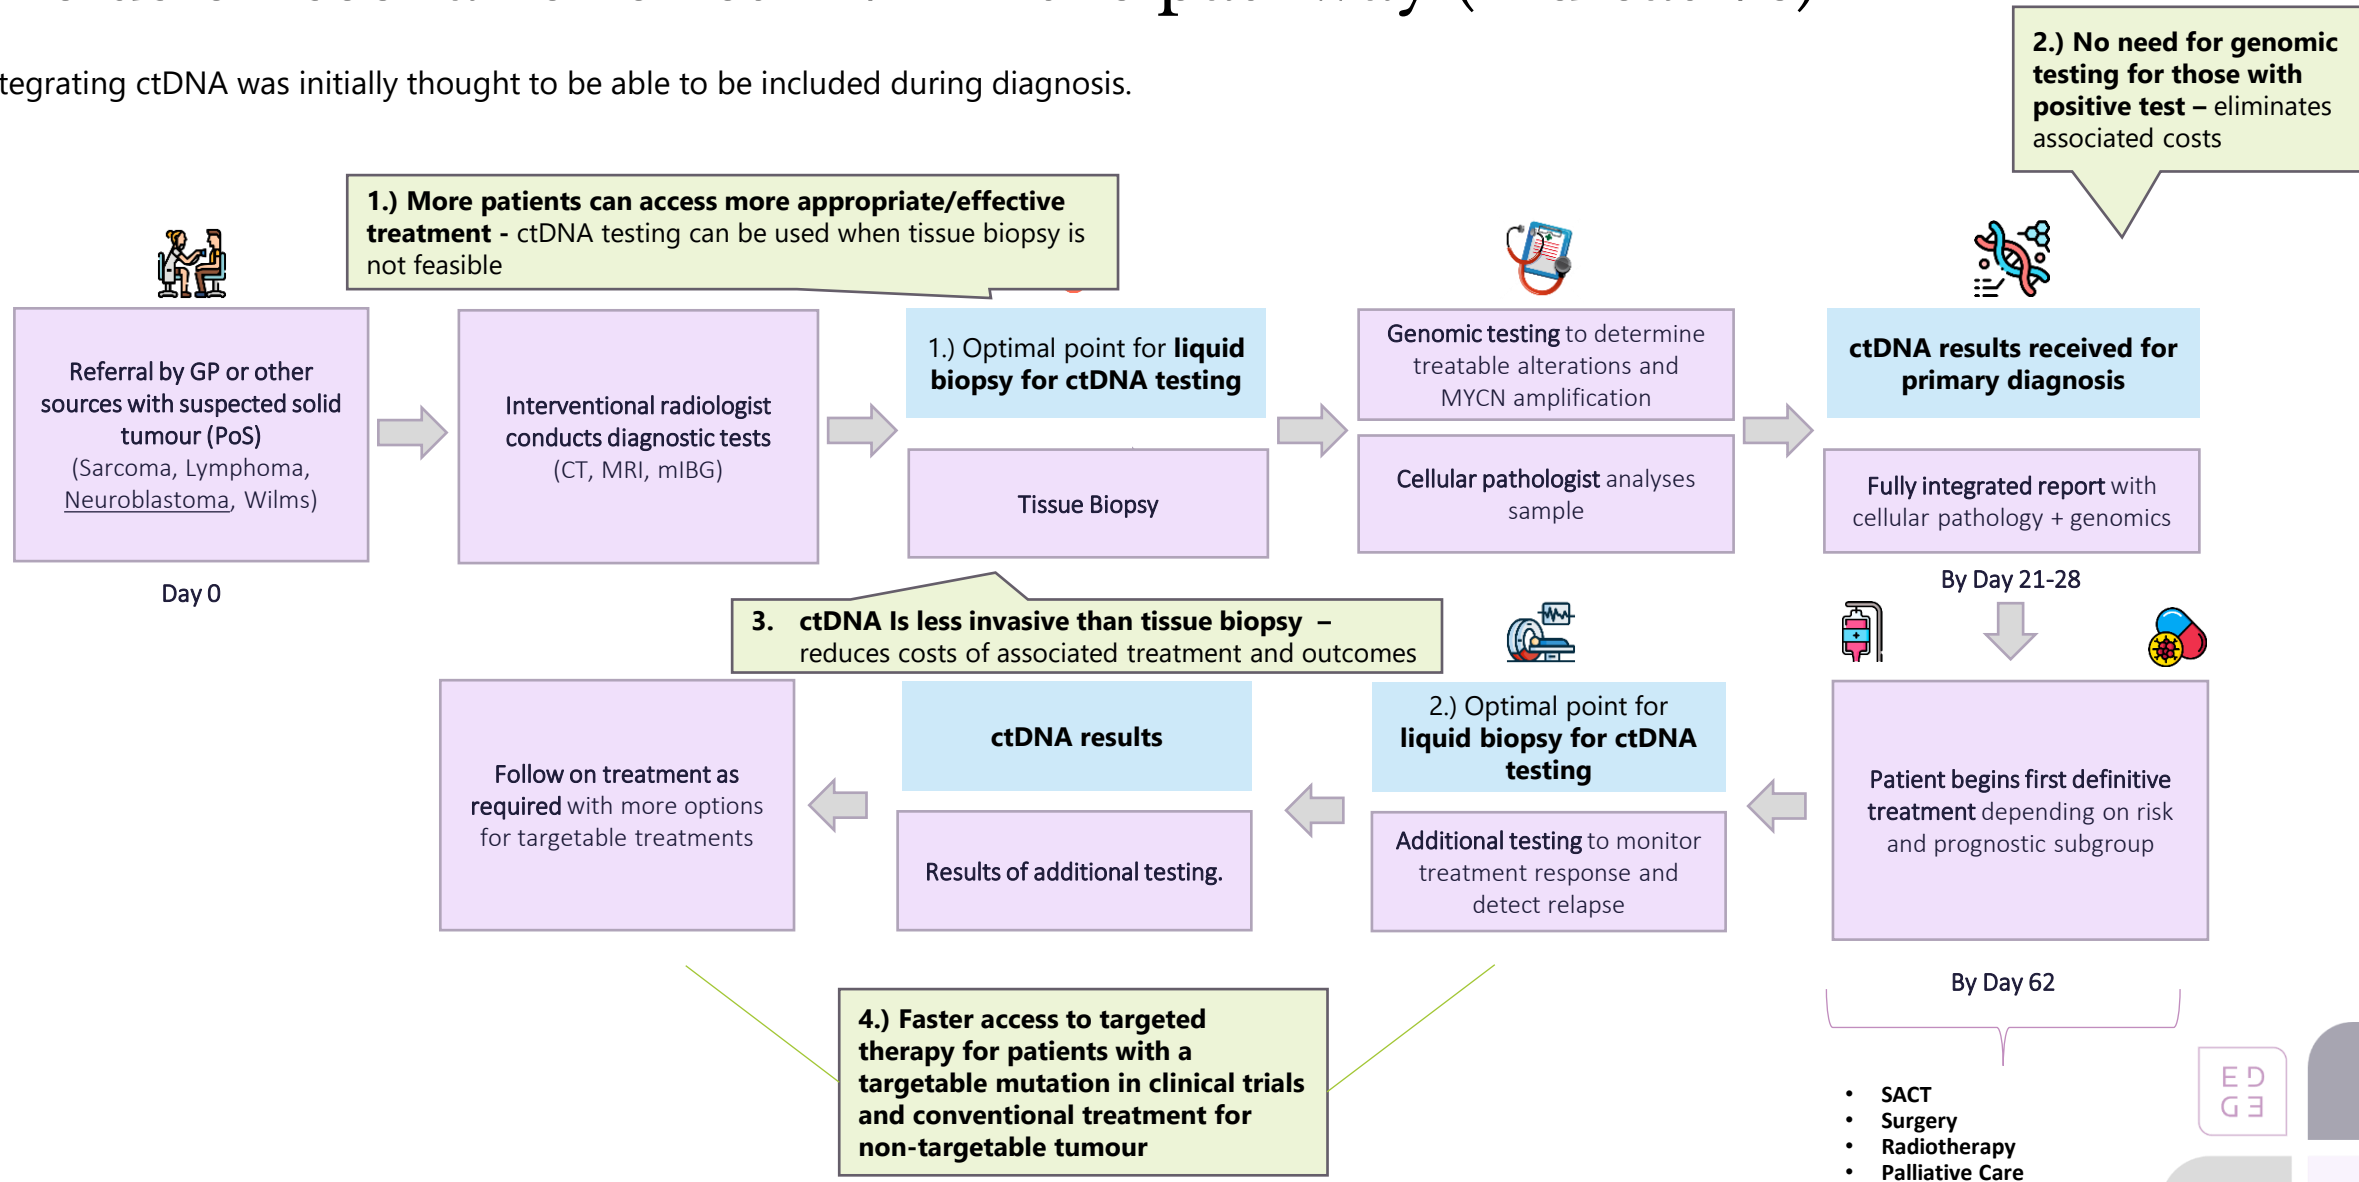 tegrating ctDNA was initially thought to be able to be included during diagnosis.
2.) No need for genomic
testing for those with
positive test – eliminates
associated costs
1.) More patients can access more appropriate/effective
treatment - ctDNA testing can be used when tissue biopsy is
not feasible
Referral by GP or other
sources with suspected solid
tumour (PoS)
(Sarcoma, Lymphoma,
Neuroblastoma, Wilms)
Day 0
Interventional radiologist
conducts diagnostic tests
(CT, MRI, mIBG)
1.) Optimal point for liquid
biopsy for ctDNA testing
Tissue Biopsy
Genomic testing to determine
treatable alterations and
MYCN amplification
Cellular pathologist analyses
sample
ctDNA results received for
primary diagnosis
Fully integrated report with
cellular pathology + genomics
By Day 21-28
3. ctDNA Is less invasive than tissue biopsy –
reduces costs of associated treatment and outcomes
Patient begins first definitive
treatment depending on risk
and prognostic subgroup
By Day 62
2.) Optimal point for
liquid biopsy for ctDNA
testing
Additional testing to monitor
treatment response and
detect relapse
ctDNA results
Results of additional testing.
Follow on treatment as
required with more options
for targetable treatments
4.) Faster access to targeted
therapy for patients with a
targetable mutation in clinical trials
and conventional treatment for
non-targetable tumour
• SACT
• Surgery
• Radiotherapy
• Palliative Care
ED
GE